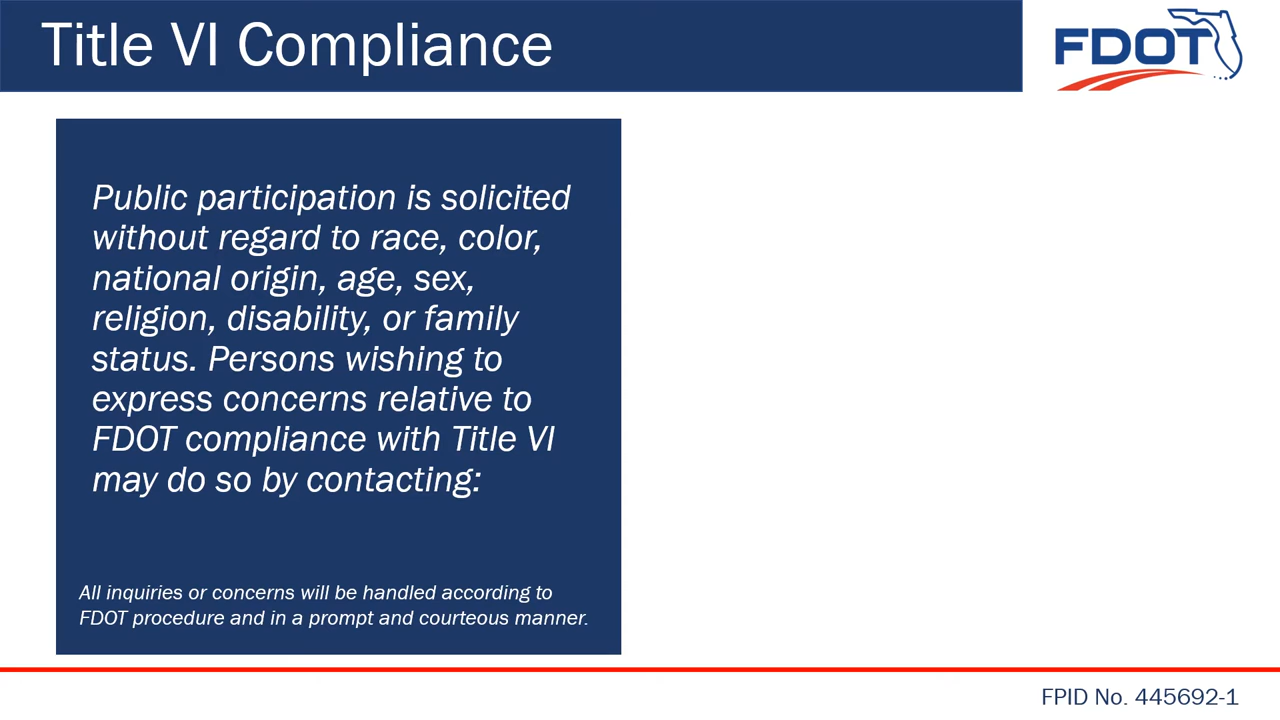 Title VI Compliance
FDOT
Public participation is solicited
without regard to race, color,
national origin, age, sex,
religion, disability, or family
status. Persons wishing to
express concerns relative to
FDOT compliance with Title VI
may do so by contacting:
All inquiries or concerns will be handled according to
FDOT procedure and in a prompt and courteous manner.
FPID No. 445692-1